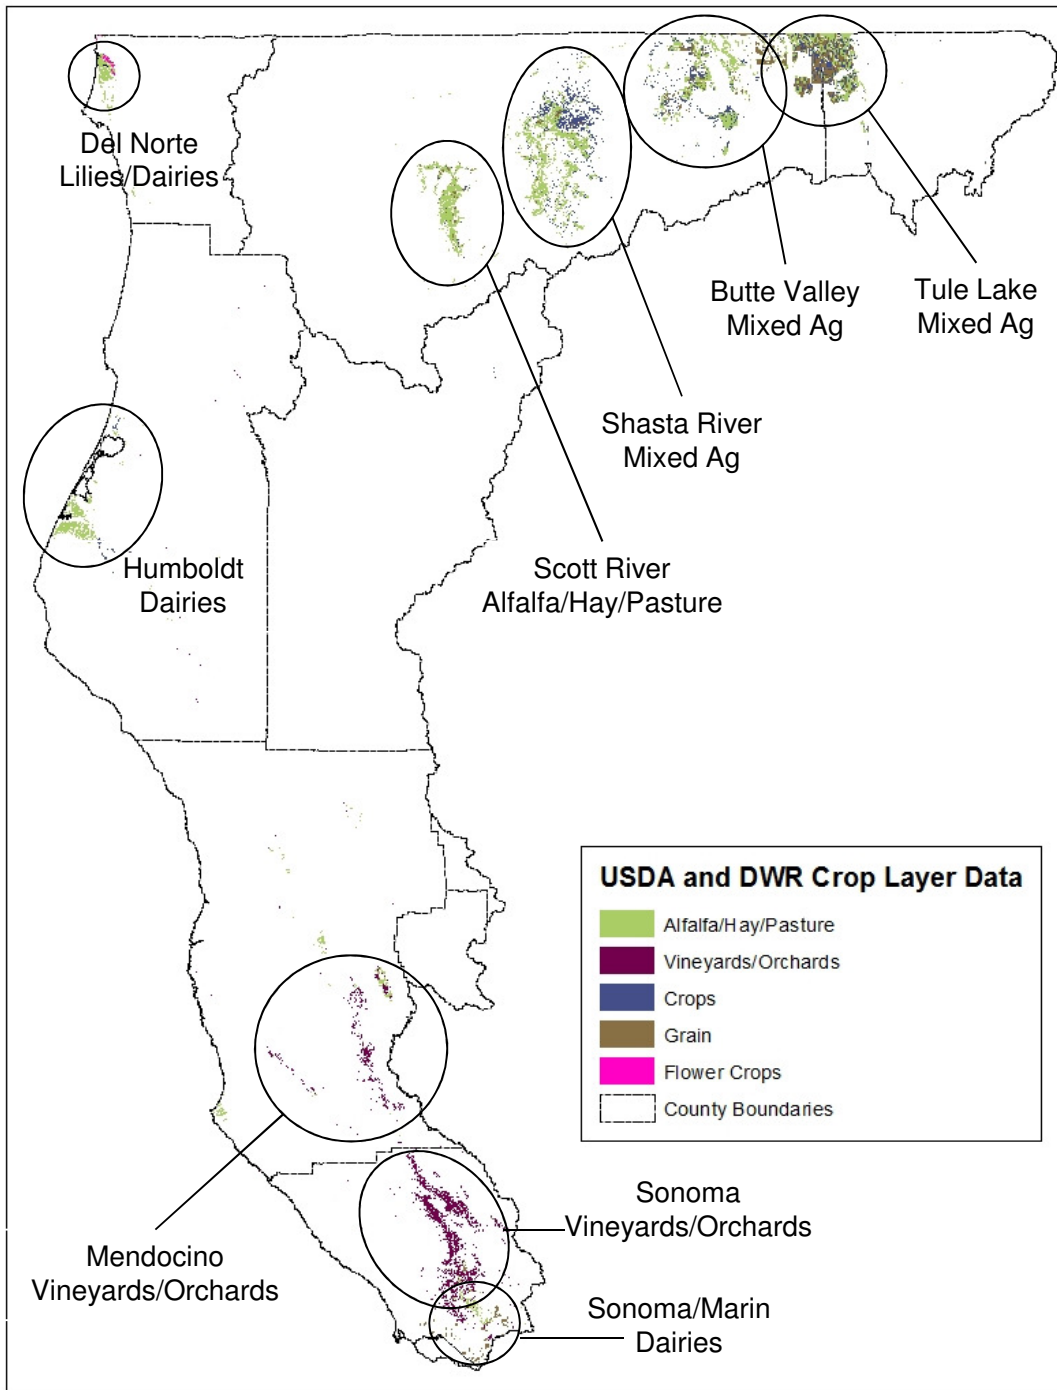 Del Norte
Lilies/Dairies
Butte Valley
Mixed Ag
Tule Lake
Mixed Ag
Shasta River
Mixed Ag
Humboldt
Dairies
Scott River
Alfalfa/Hay/Pasture
USDA and DWR Crop Layer Data
Alfalfa/Hay/Pasture
Vineyards/Orchards
Crops
Grain
Flower Crops
County Boundaries
Sonoma
Vineyards/Orchards
Mendocino
Vineyards/Orchards
Sonoma/Marin
Dairies